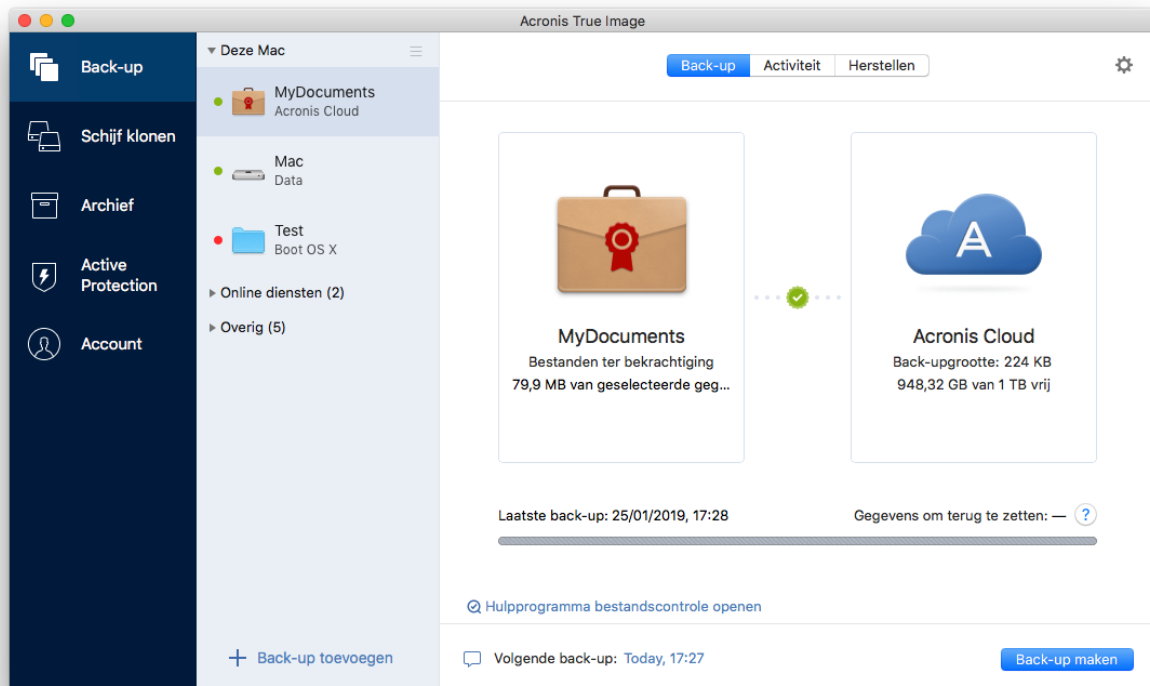 Acronis True Image
Back-up
Schijf klonen
Archief
Active
Protection
Account
Deze Mac
MyDocuments
Acronis Cloud
Mac
Data
Test
Boot OS X
Online diensten (2)
Overig (5)
Back-up toevoegen
Back-up Activiteit Herstellen
MyDocuments
Bestanden ter bekrachtiging
79,9 MB van geselecteerde geg...
A
Acronis Cloud
Back-upgrootte: 224 KB
948,32 GB van 1 TB vrij
Laatste back-up: 25/01/2019, 17:28
Gegevens om terug te zetten: — ?
Hulpprogramma bestandscontrole openen
Volgende back-up: Today, 17:27
Back-up maken